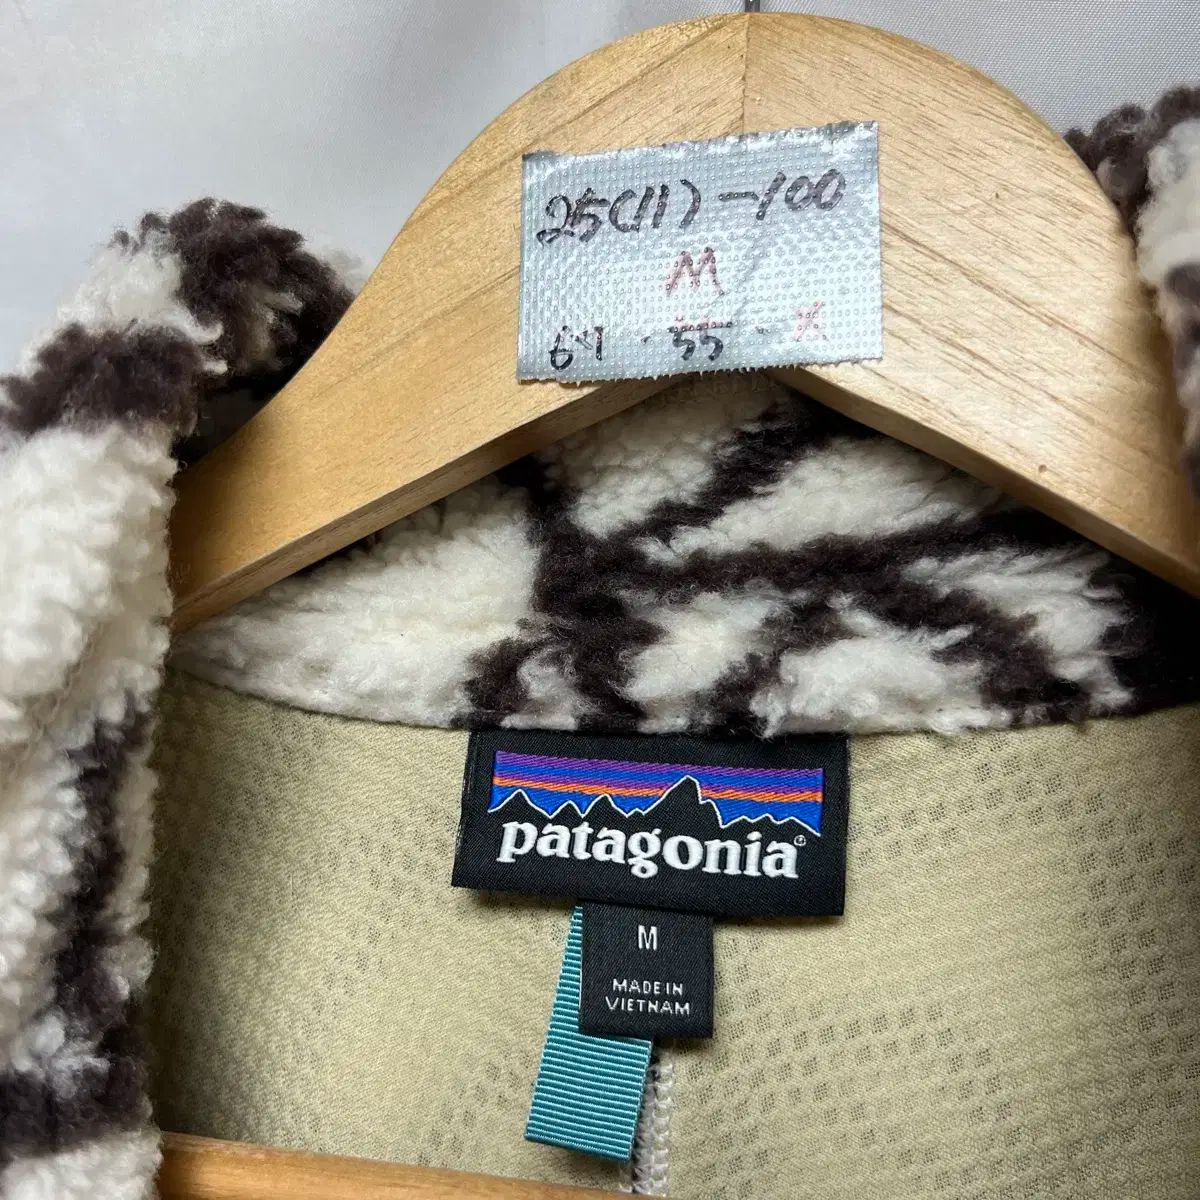 25(11)-100
M
64 - 55 - X
patagonia®
M
MADE IN
VIETNAM